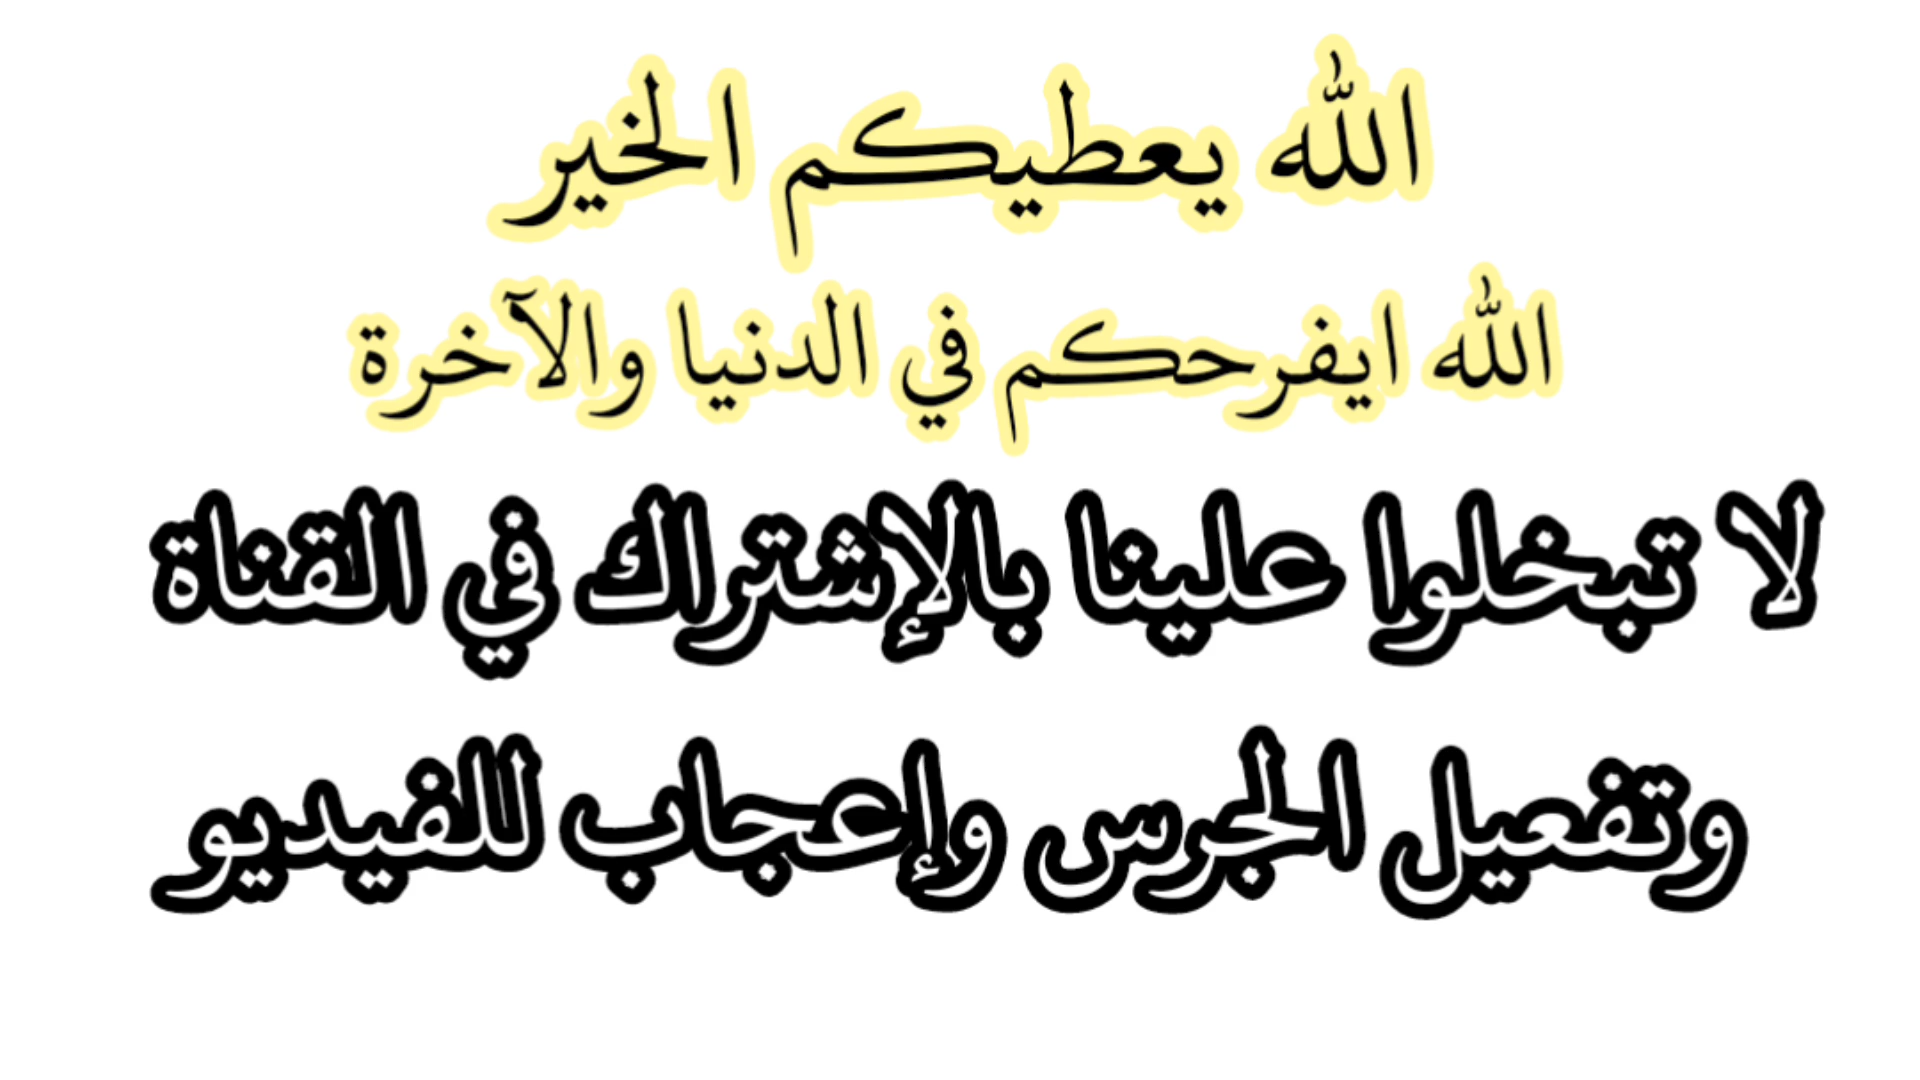 الله يعطيكم الخير
الله ايفرحكم في الدنيا والآخرة
لا تبخلوا علينا بالإشتراك في القناة
وتفعيل الجرس وإعجاب للفيديو